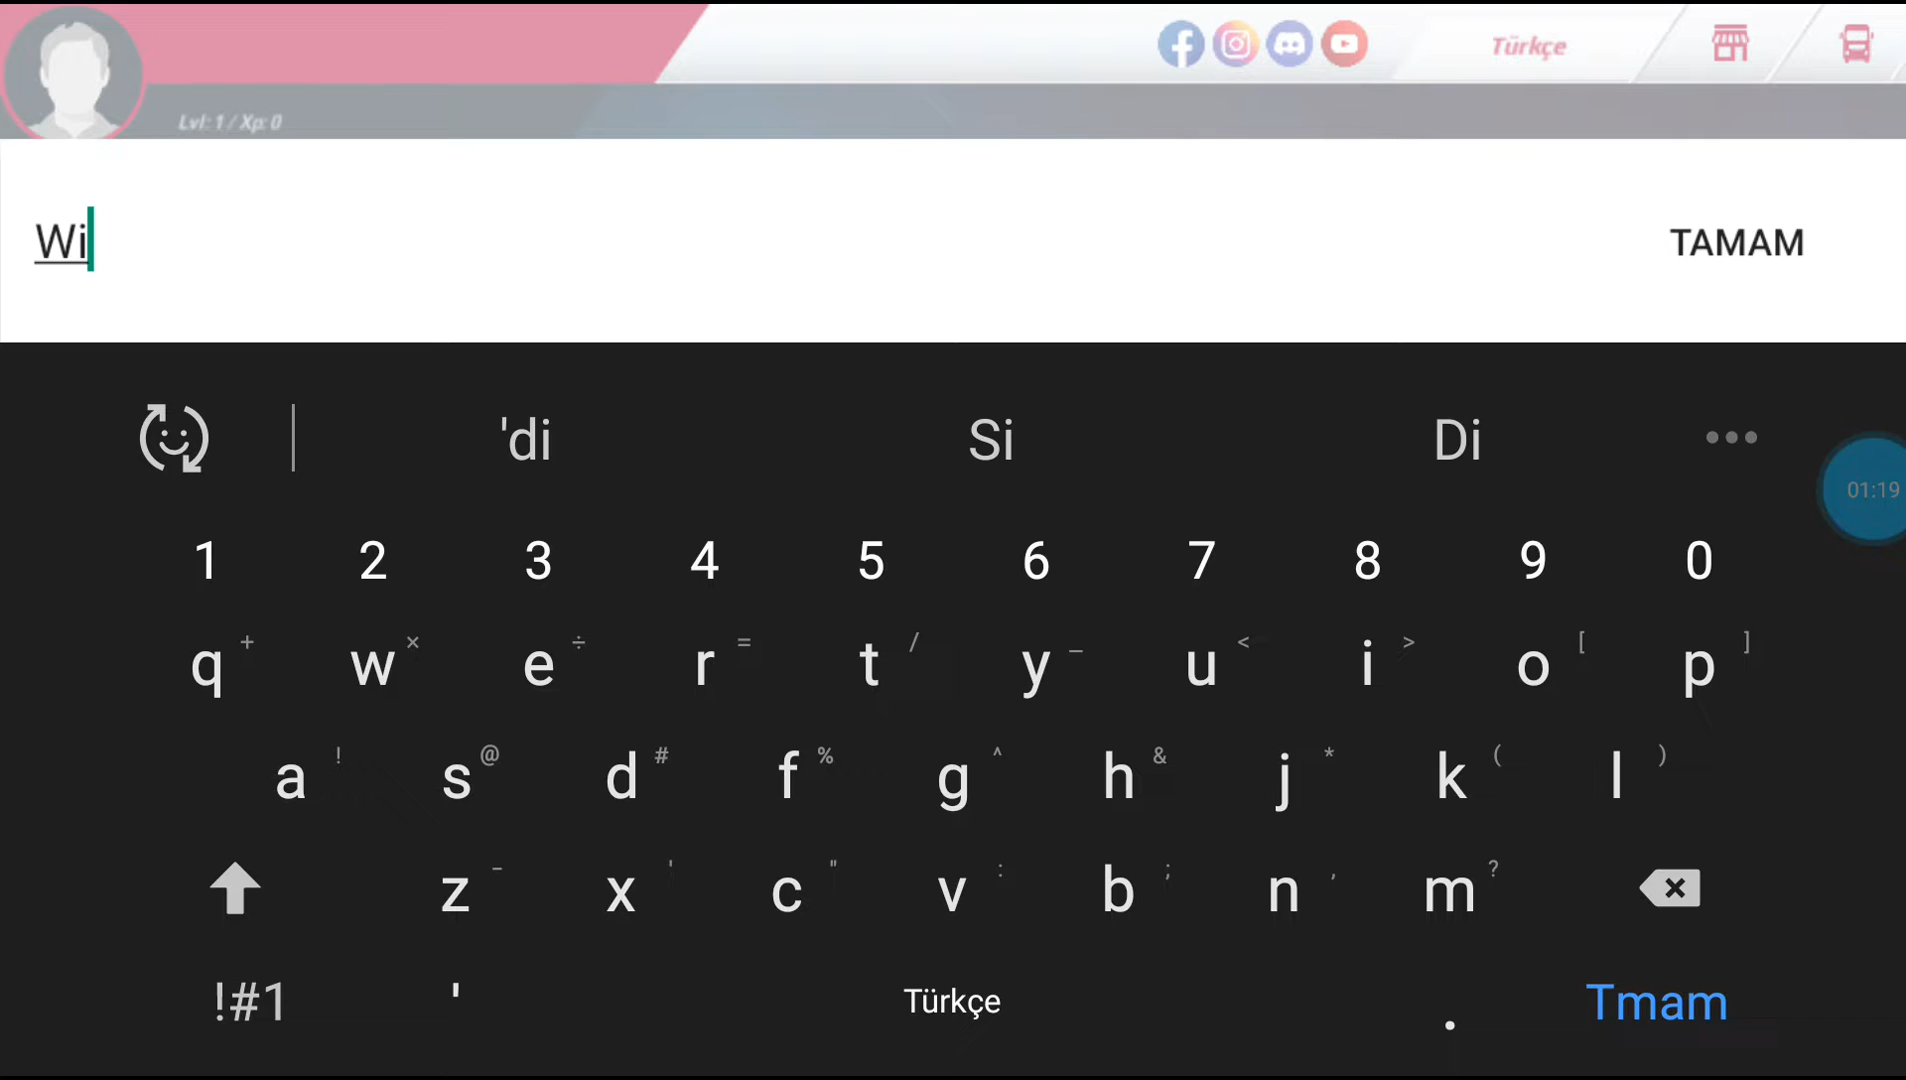 Türkçe
Lvl: 1 / Xp: 0
Wi
TAMAM
'di Si Di
01:19
1 2 3 4 5 6 7 8 9 0
+ × ÷ = / _ < > [ ]
q w e r t y u i o p
! @ # % ^ & * ( )
a s d f g h j k l
- ' " : ; , ?
z x c v b n m
!#1 ' Türkçe . Tmam